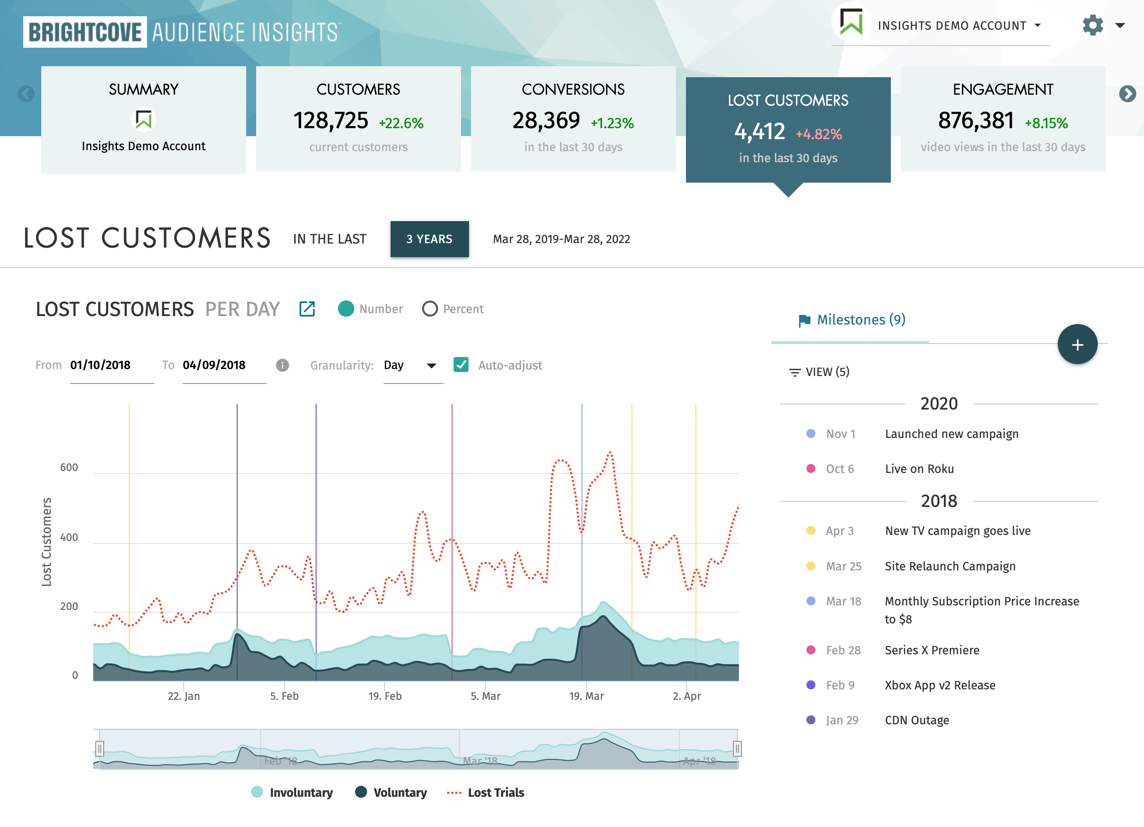 BRIGHTCOVE AUDIENCE INSIGHTS
INSIGHTS DEMO ACCOUNT
SUMMARY
Insights Demo Account
CUSTOMERS
128,725 +22.6%
current customers
CONVERSIONS
28,369 +1.23%
in the last 30 days
LOST CUSTOMERS
4,412 +4.82%
in the last 30 days
ENGAGEMENT
876,381 +8.15%
video views in the last 30 days
LOST CUSTOMERS IN THE LAST 3 YEARS Mar 28, 2019-Mar 28, 2022
LOST CUSTOMERS PER DAY Number Percent
From 01/10/2018 To 04/09/2018 i Granularity: Day Auto-adjust
Lost Customers
600
400
200
0
22. Jan 5. Feb 19. Feb 5. Mar 19. Mar 2. Apr
Feb '18 Mar '18 Apr '18
Involuntary Voluntary Lost Trials
Milestones (9)
+
VIEW (5)
2020
Nov 1 Launched new campaign
Oct 6 Live on Roku
2018
Apr 3 New TV campaign goes live
Mar 25 Site Relaunch Campaign
Mar 18 Monthly Subscription Price Increase
to $8
Feb 28 Series X Premiere
Feb 9 Xbox App v2 Release
Jan 29 CDN Outage